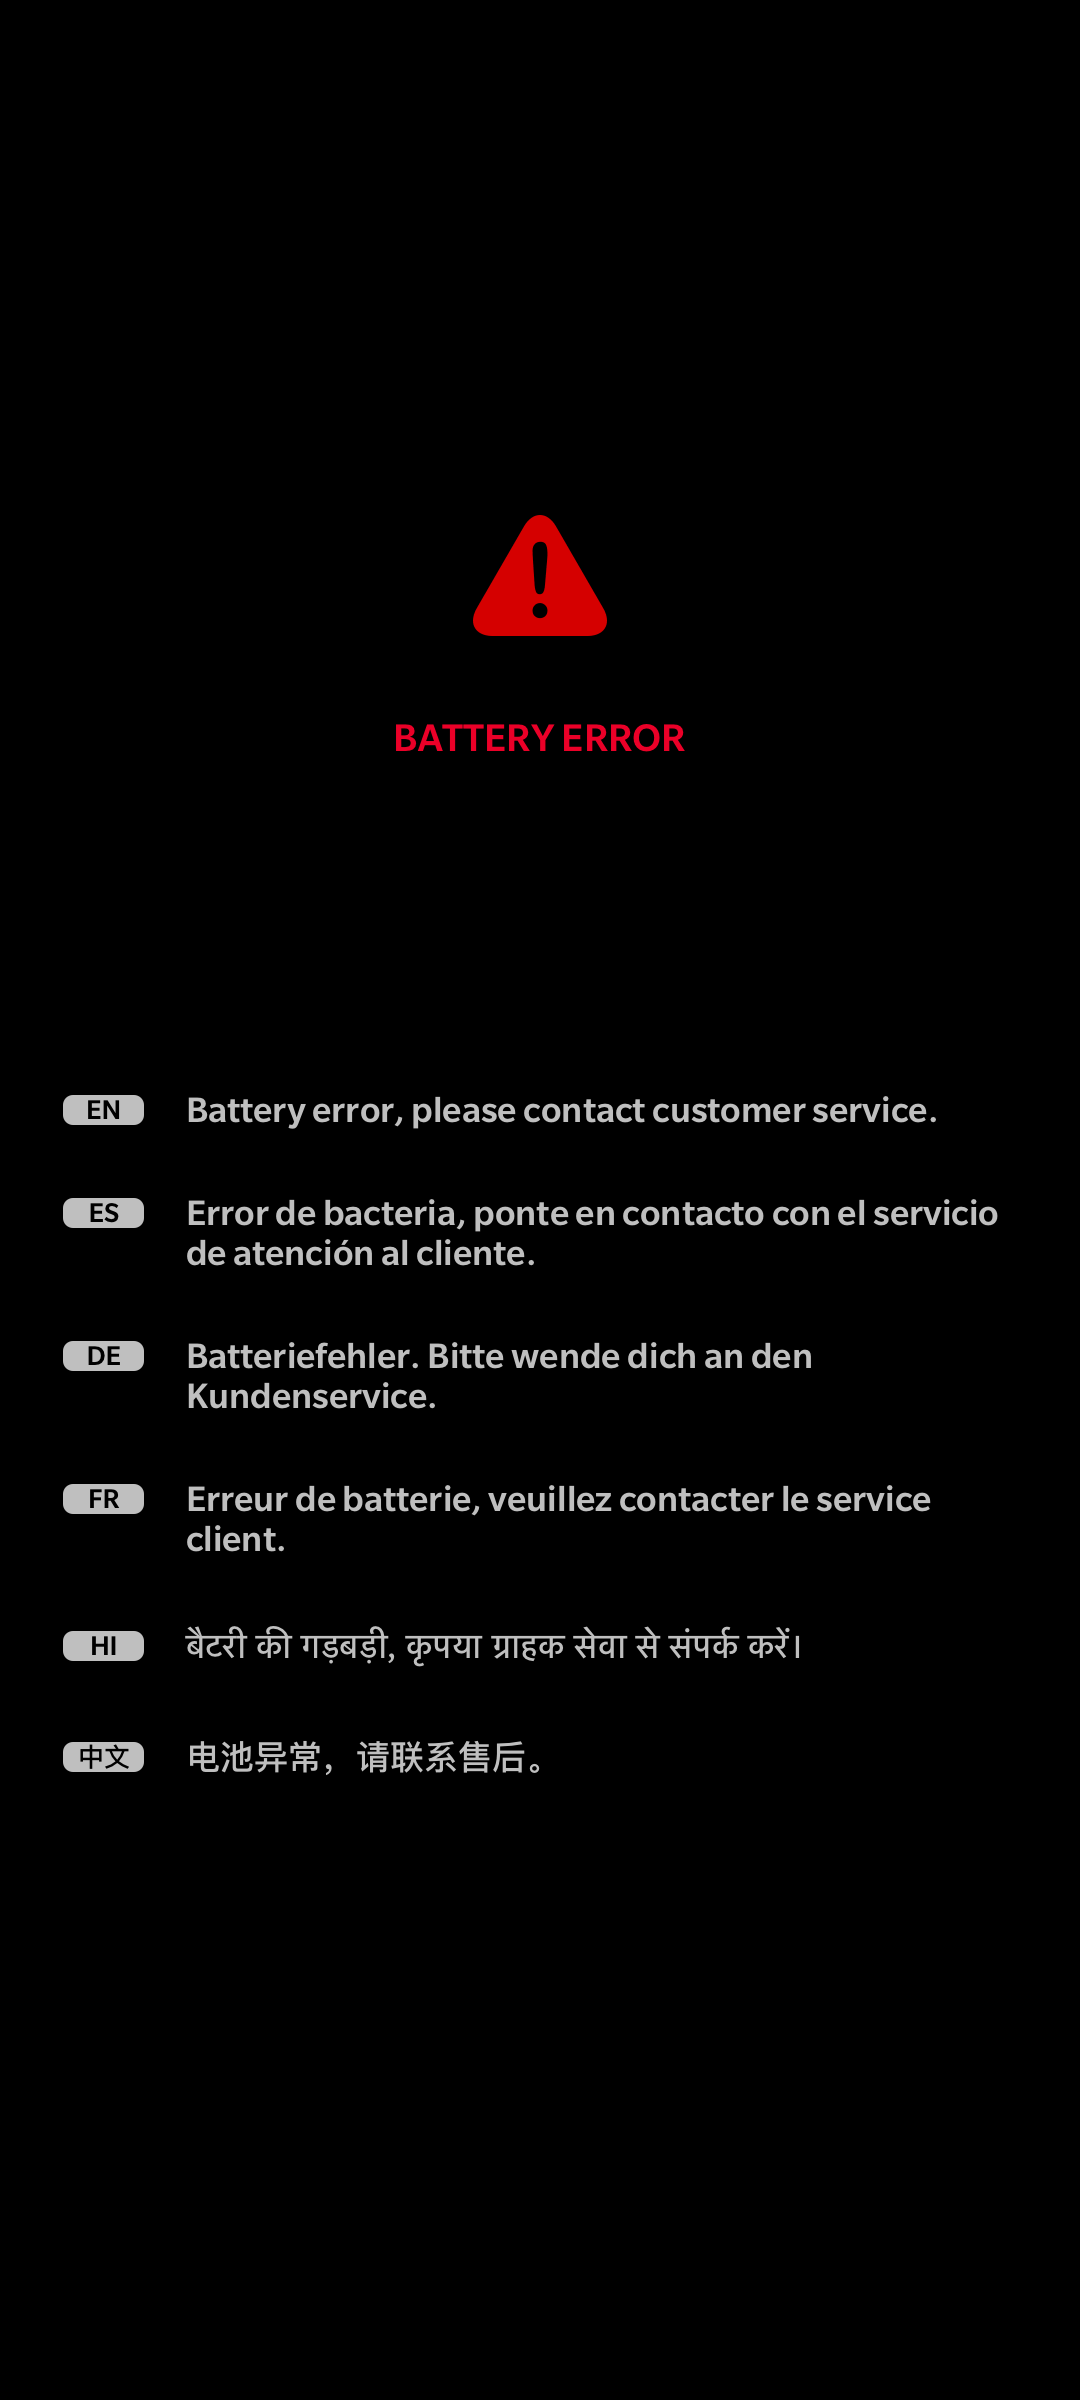 BATTERY ERROR
EN Battery error, please contact customer service.
ES Error de bacteria, ponte en contacto con el servicio
de atención al cliente.
DE Batteriefehler. Bitte wende dich an den
Kundenservice.
FR Erreur de batterie, veuillez contacter le service
client.
HI बैटरी की गड़बड़ी, कृपया ग्राहक सेवा से संपर्क करें।
中文 电池异常，请联系售后。